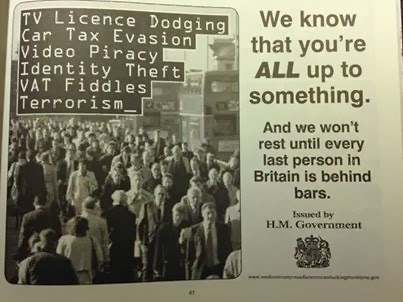 TV Licence Dodging
Car Tax Evasion
Video Piracy
Identity Theft
VAT Fiddles
Terrorism_
We know
that you're
ALL up to
something.
And we won't
rest until every
last person in
Britain is behind
bars.
Issued by
H.M. Government
41